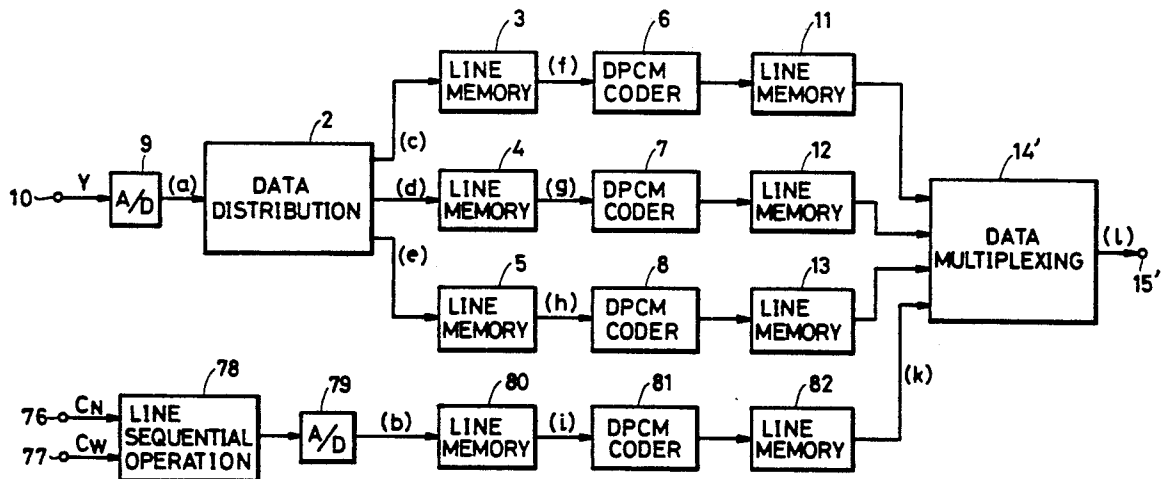 3
6
11
LINE MEMORY
(f)
DPCM CODER
LINE MEMORY
2
(c)
4
7
12
14'
9
10
Y
A/D
(a)
DATA DISTRIBUTION
(d)
LINE MEMORY
(g)
DPCM CODER
LINE MEMORY
DATA MULTIPLEXING
(l)
15'
(e)
5
8
13
LINE MEMORY
(h)
DPCM CODER
LINE MEMORY
78
79
80
81
82
(k)
76
CN
77
CW
LINE SEQUENTIAL OPERATION
A/D
(b)
LINE MEMORY
(i)
DPCM CODER
LINE MEMORY